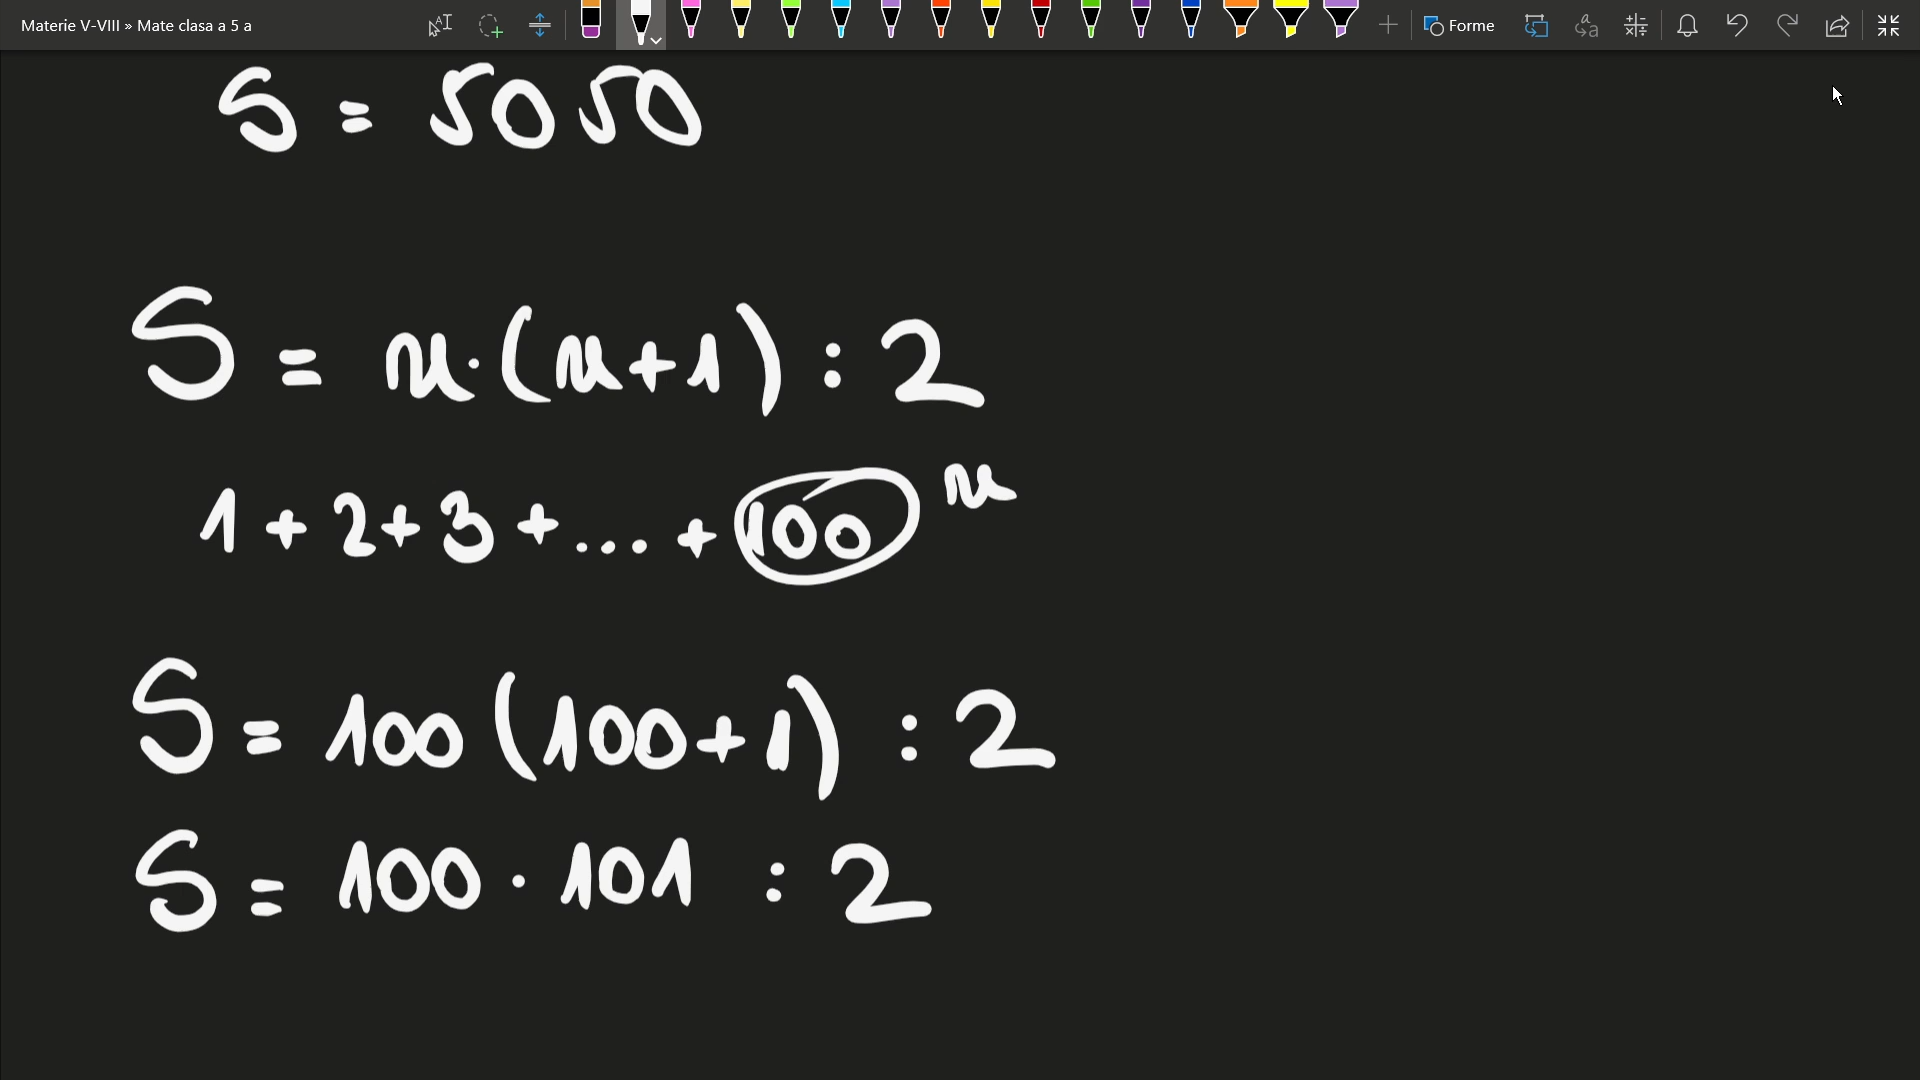 Materie V-VIII » Mate clasa a 5 a
Forme
S = 5050
S = n·(n+1) : 2
1 + 2 + 3 + ... + 100 n
S = 100 (100+1) : 2
S = 100 · 101 : 2